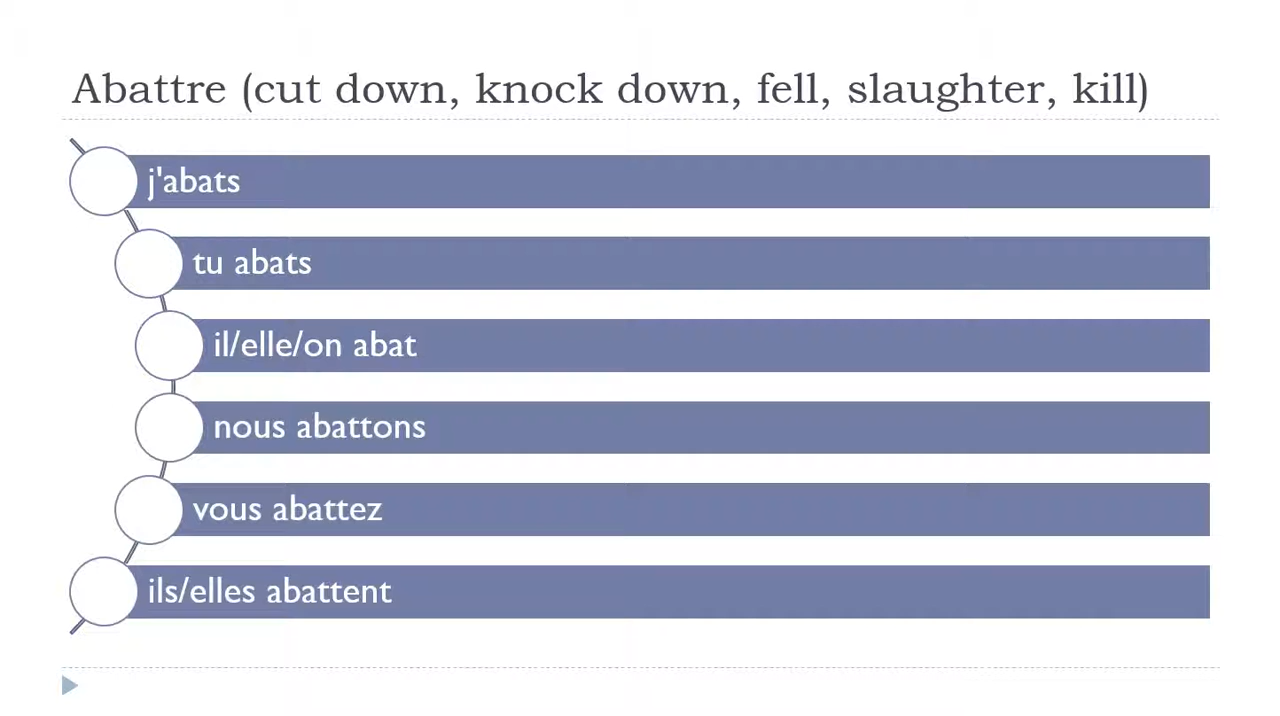 Abattre (cut down, knock down, fell, slaughter, kill)
j'abats
tu abats
il/elle/on abat
nous abattons
vous abattez
ils/elles abattent